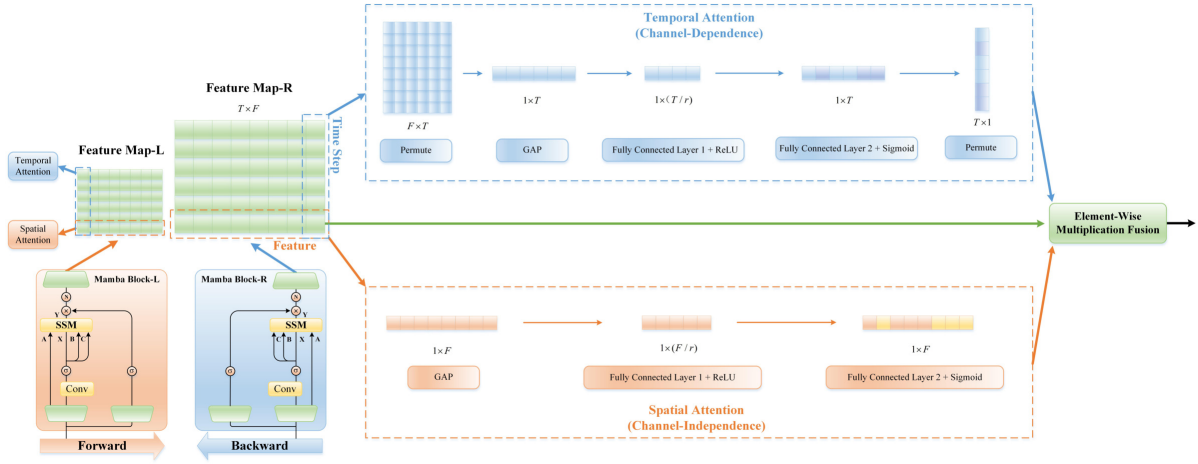 Temporal Attention
(Channel-Dependence)
Feature Map-R
T×F
1×T
1×(T/r)
1×T
F×T
T×1
Permute
GAP
Fully Connected Layer 1 + ReLU
Fully Connected Layer 2 + Sigmoid
Permute
Time Step
Feature Map-L
Temporal
Attention
Spatial
Attention
Feature
Element-Wise
Multiplication Fusion
Mamba Block-L
N
×
Y
SSM
A X B C
σ
σ
Conv
Forward
Mamba Block-R
N
×
Y
SSM
C B X A
σ
σ
Conv
Backward
1×F
1×(F/r)
1×F
GAP
Fully Connected Layer 1 + ReLU
Fully Connected Layer 2 + Sigmoid
Spatial Attention
(Channel-Independence)